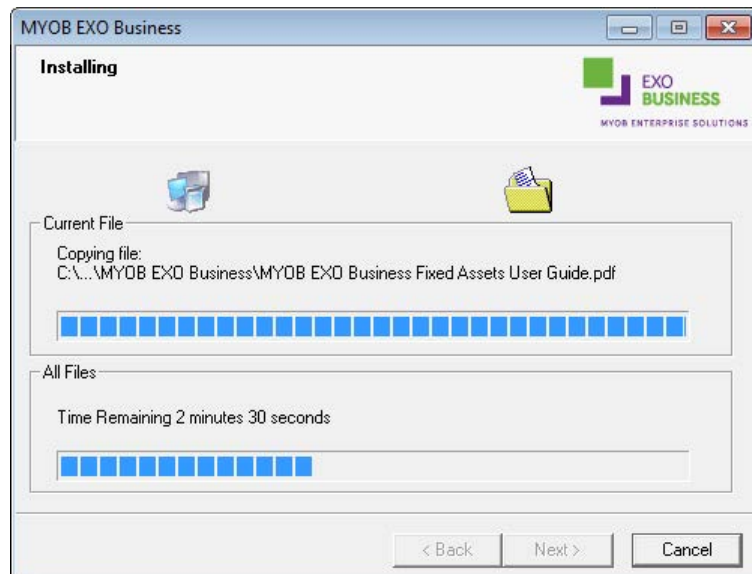 MYOB EXO Business
Installing
EXO
BUSINESS
MYOB ENTERPRISE SOLUTIONS
Current File
Copying file:
C:\...\MYOB EXO Business\MYOB EXO Business Fixed Assets User Guide.pdf
All Files
Time Remaining 2 minutes 30 seconds
< Back Next > Cancel